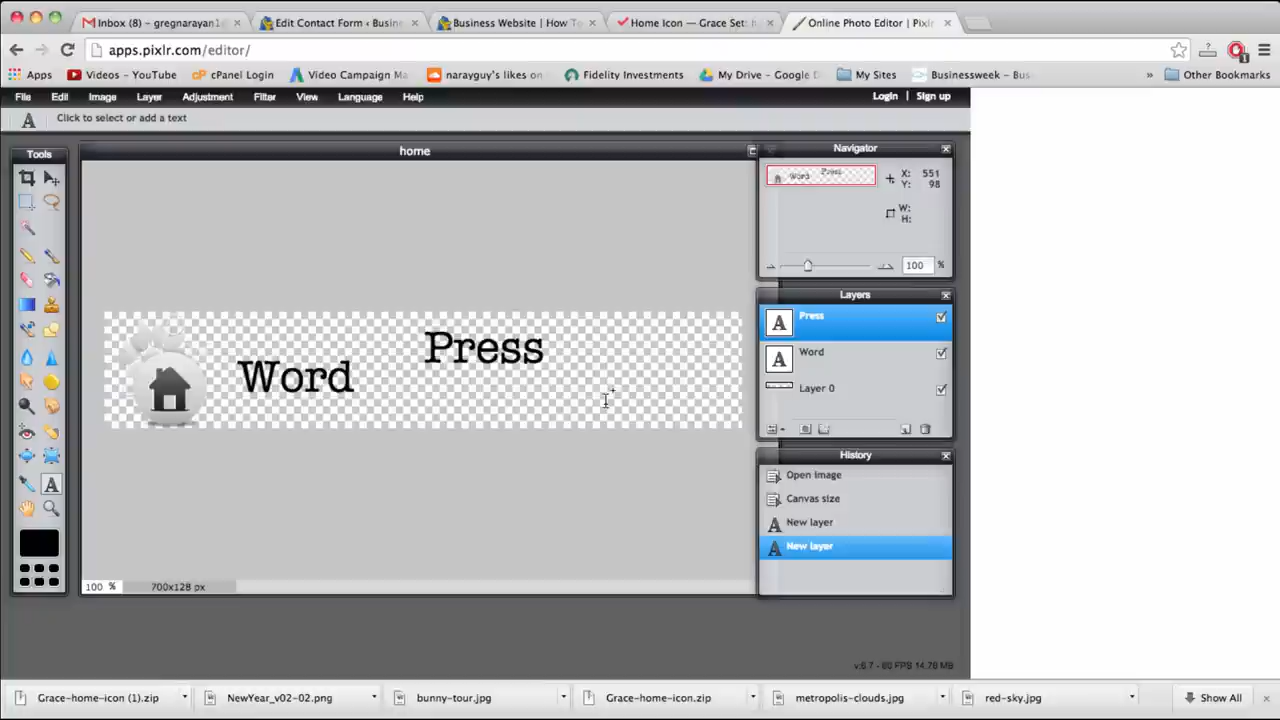 Inbox (8) – gregnarayan1
Edit Contact Form ‹ Busine
Business Website | How To
Home Icon — Grace Set
Online Photo Editor | Pixlr
apps.pixlr.com/editor/
Apps
Videos - YouTube
cPanel Login
Video Campaign Ma
narayguy's likes on
Fidelity Investments
My Drive - Google D
My Sites
Businessweek - Bus
»
Other Bookmarks
File Edit Image Layer Adjustment Filter View Language Help
Login | Sign up
A Click to select or add a text
Tools
home
Navigator
Word Press
X: 551
Y: 98
W:
H:
100 %
Word
Press
Layers
A Press
A Word
Layer 0
History
Open image
Canvas size
A New layer
A New layer
A
100 % 700x128 px
v:6.7 - 60 FPS 14.78 MB
Grace-home-icon (1).zip
NewYear_v02-02.png
bunny-tour.jpg
Grace-home-icon.zip
metropolis-clouds.jpg
red-sky.jpg
Show All